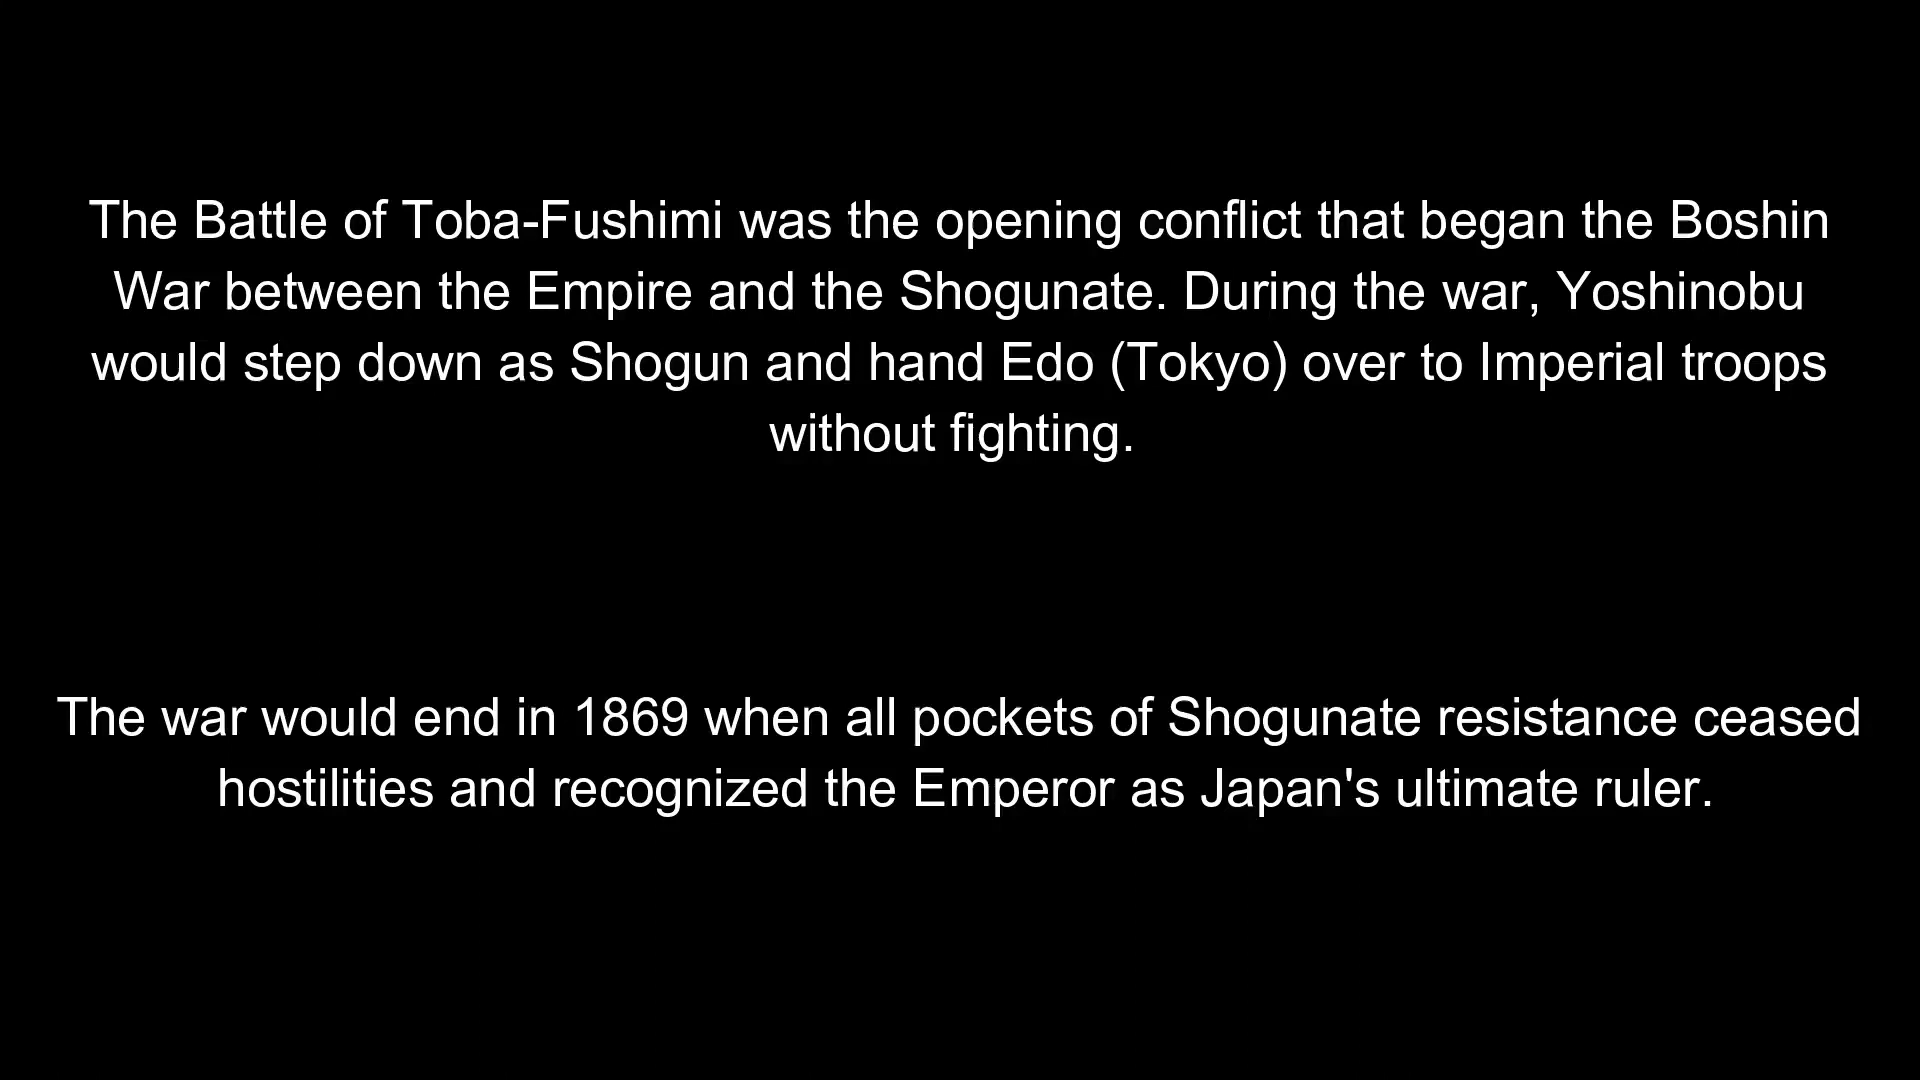 The Battle of Toba-Fushimi was the opening conflict that began the Boshin
War between the Empire and the Shogunate. During the war, Yoshinobu
would step down as Shogun and hand Edo (Tokyo) over to Imperial troops
without fighting.
The war would end in 1869 when all pockets of Shogunate resistance ceased
hostilities and recognized the Emperor as Japan's ultimate ruler.